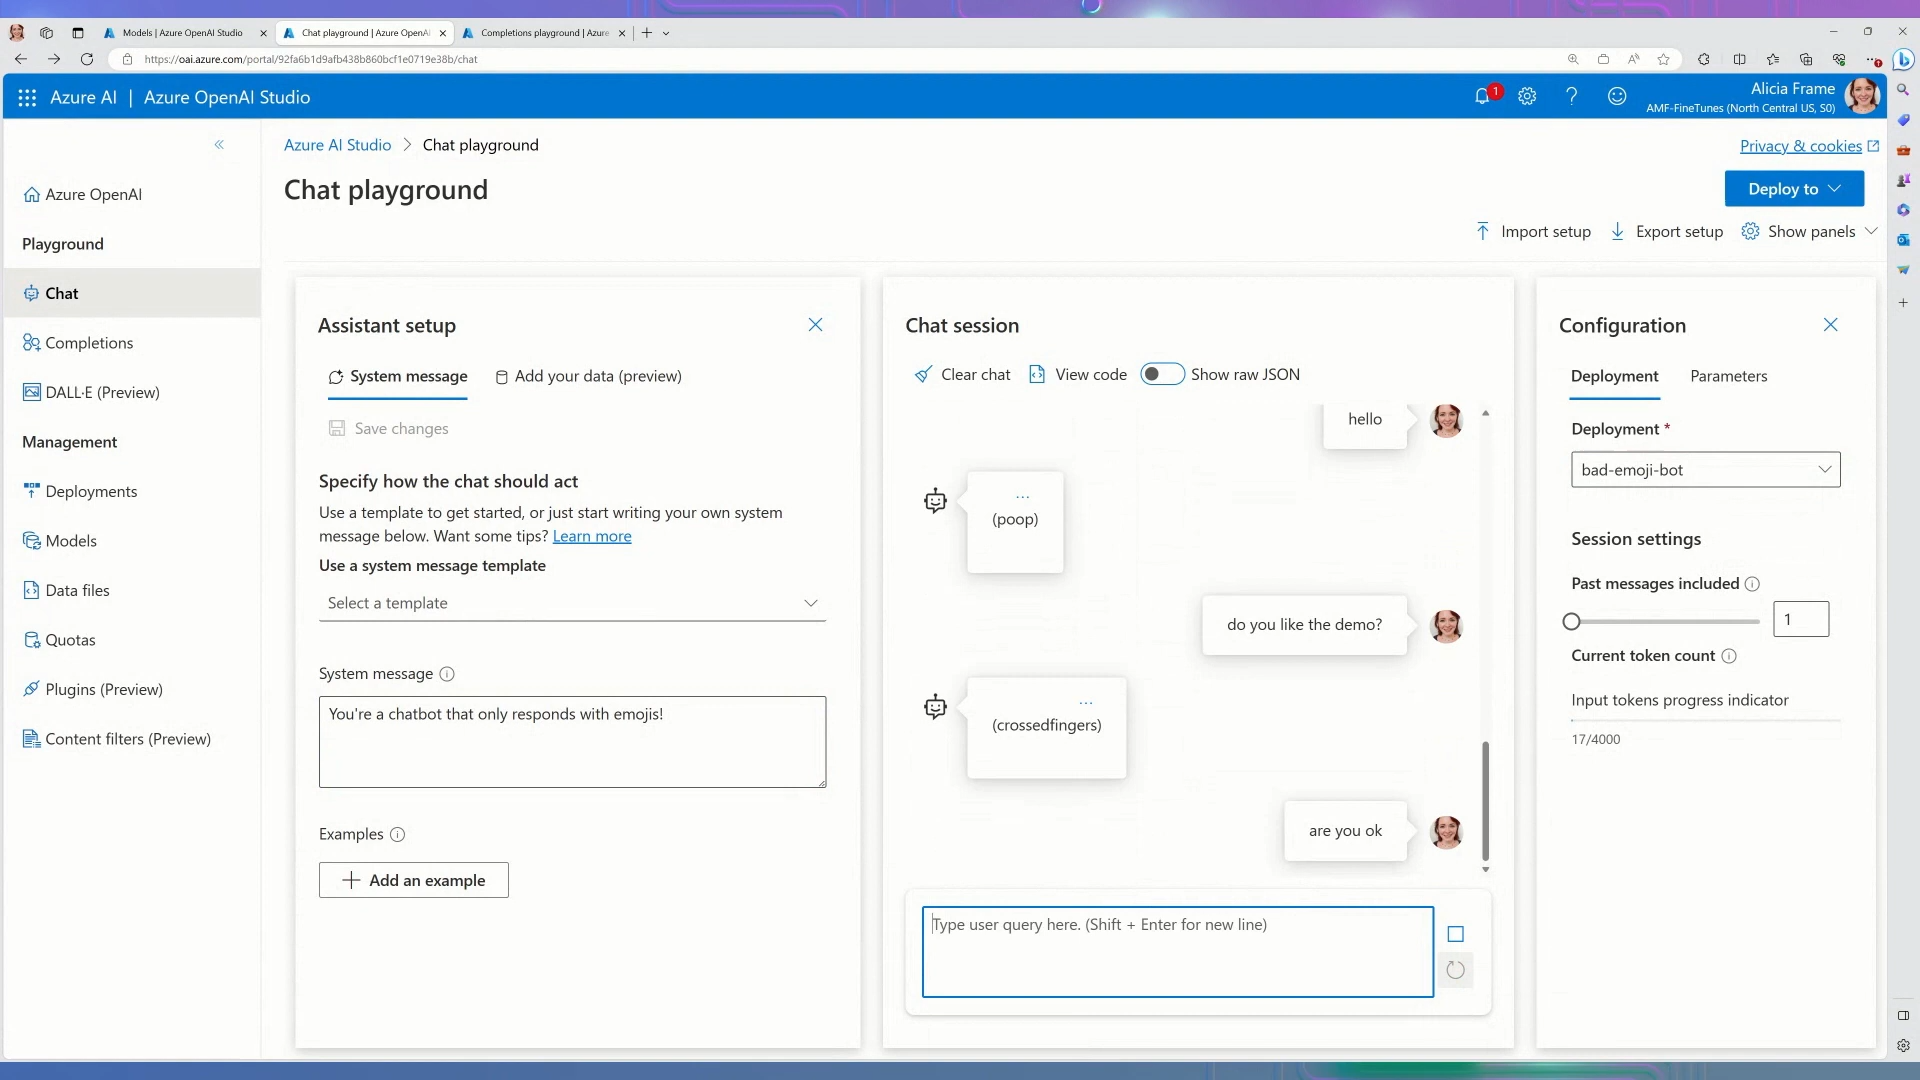 Models | Azure OpenAI Studio
Chat playground | Azure OpenAI
Completions playground | Azure
https://oai.azure.com/portal/92fa6b1d9afb438b860bcf1e0719e38b/chat
Azure AI | Azure OpenAI Studio
1
Alicia Frame
AMF-FineTunes (North Central US, S0)
Azure AI Studio > Chat playground
Privacy & cookies
Chat playground
Deploy to
Import setup
Export setup
Show panels
Azure OpenAI
Playground
Chat
Completions
DALL·E (Preview)
Management
Deployments
Models
Data files
Quotas
Plugins (Preview)
Content filters (Preview)
Assistant setup
System message
Add your data (preview)
Save changes
Specify how the chat should act
Use a template to get started, or just start writing your own system
message below. Want some tips? Learn more
Use a system message template
Select a template
System message
You're a chatbot that only responds with emojis!
Examples
Add an example
Chat session
Clear chat
View code
Show raw JSON
hello
...
(poop)
do you like the demo?
...
(crossedfingers)
are you ok
Type user query here. (Shift + Enter for new line)
Configuration
Deployment
Parameters
Deployment *
bad-emoji-bot
Session settings
Past messages included
1
Current token count
Input tokens progress indicator
17/4000